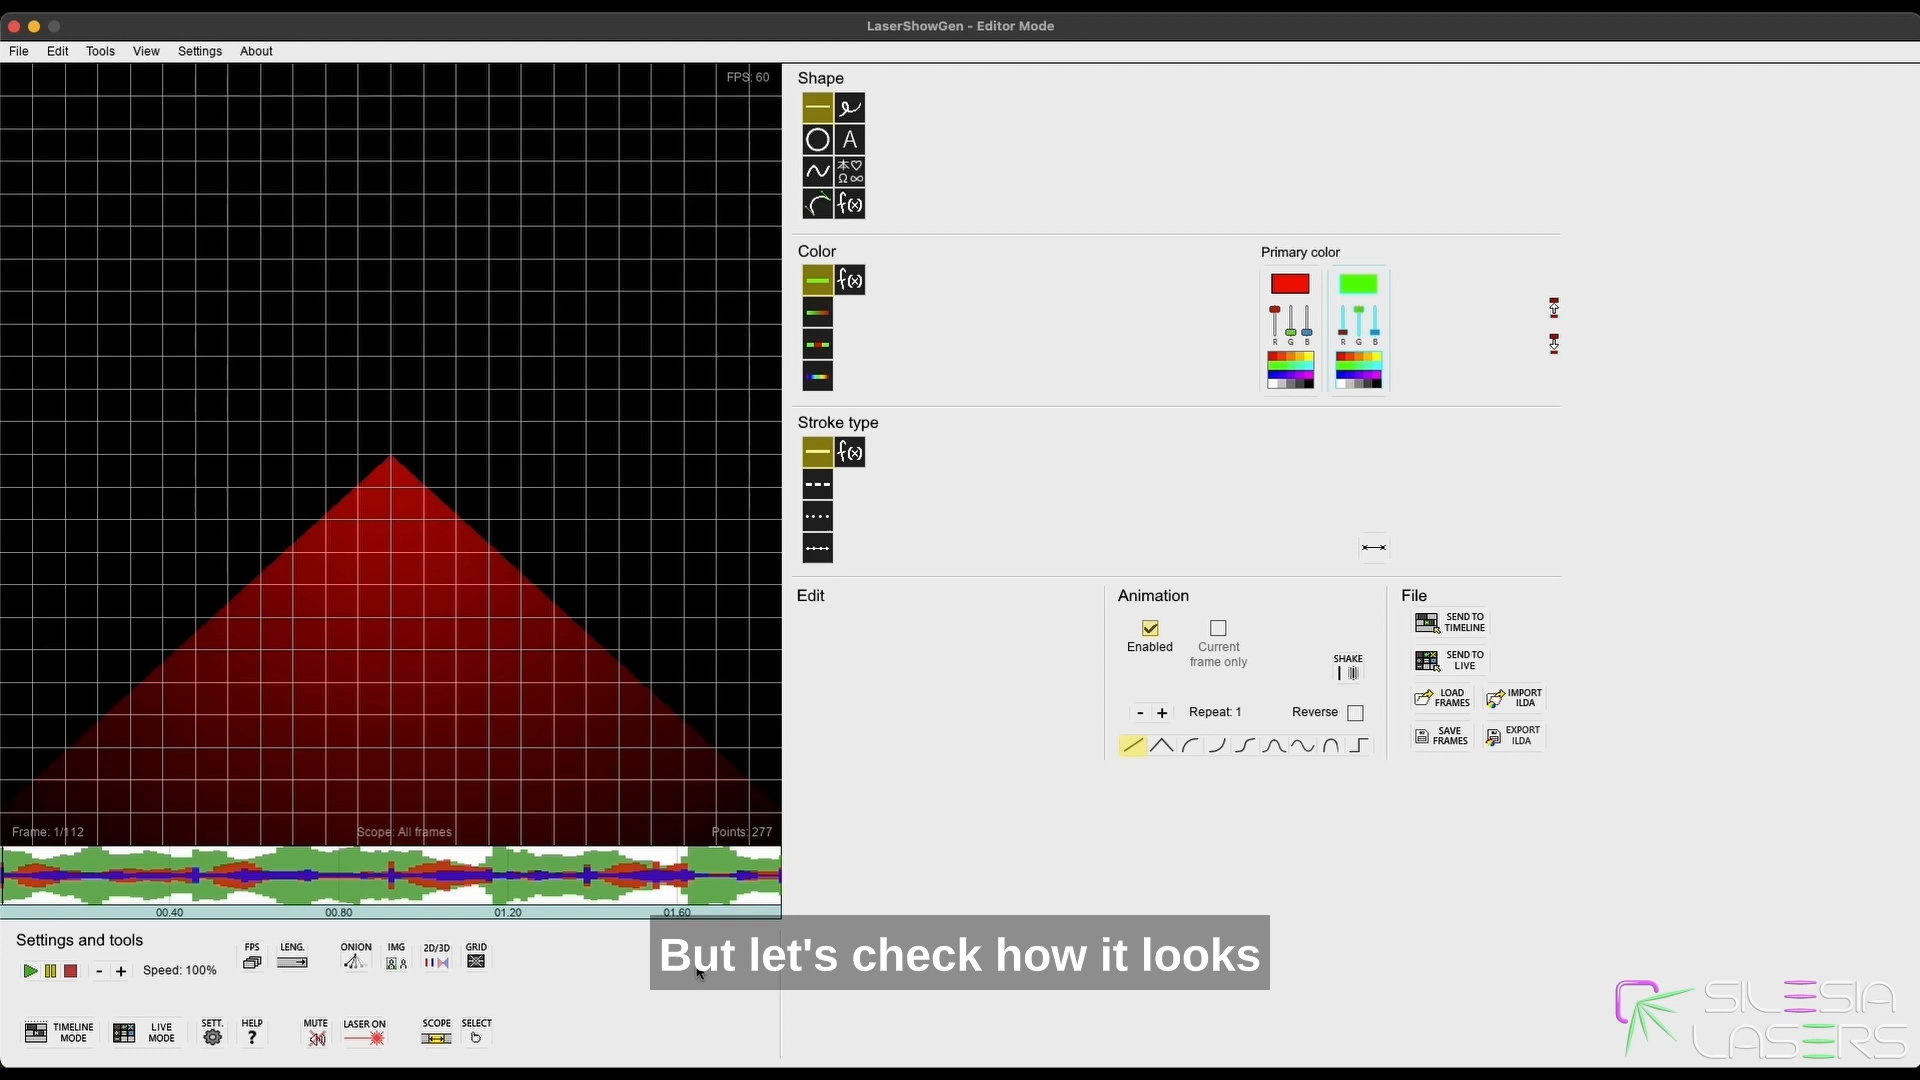 LaserShowGen - Editor Mode
File Edit Tools View Settings About
FPS: 60
Shape
A
本♡
Ω∞
f(x)
Color
f(x)
Primary color
R G B
R G B
Stroke type
f(x)
Edit
Animation
Enabled
Current
frame only
SHAKE
- + Repeat: 1 Reverse
File
SEND TO
TIMELINE
SEND TO
LIVE
LOAD
FRAMES
IMPORT
ILDA
SAVE
FRAMES
EXPORT
ILDA
Frame: 1/112 Scope: All frames Points: 277
00.40 00.80 01.20 01.60
Settings and tools
- + Speed: 100%
FPS LENG. ONION IMG 2D/3D GRID
TIMELINE
MODE
LIVE
MODE
SETT. HELP
?
MUTE LASER ON SCOPE SELECT
But let's check how it looks
SILESIA
LASERS